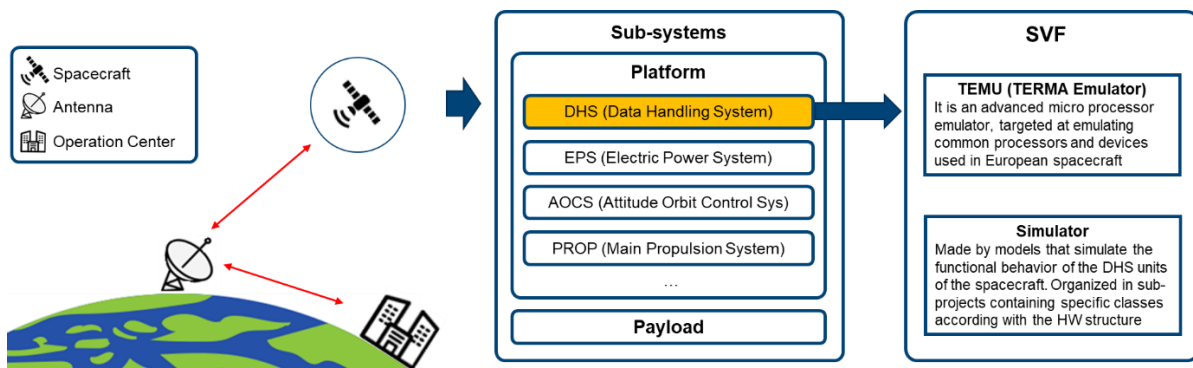 Spacecraft
Antenna
Operation Center
Sub-systems
Platform
DHS (Data Handling System)
EPS (Electric Power System)
AOCS (Attitude Orbit Control Sys)
PROP (Main Propulsion System)
...
Payload
SVF
TEMU (TERMA Emulator)
It is an advanced micro processor
emulator, targeted at emulating
common processors and devices
used in European spacecraft
Simulator
Made by models that simulate the
functional behavior of the DHS units
of the spacecraft. Organized in sub-
projects containing specific classes
according with the HW structure